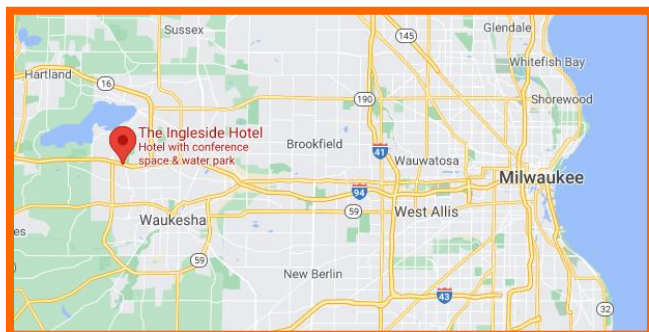 Sussex
145
Glendale
Whitefish Bay
Hartland
16
190
Shorewood
The Ingleside Hotel
Hotel with conference
space & water park
Brookfield
41
Wauwatosa
Milwaukee
94
59
West Allis
Waukesha
es
59
New Berlin
43
32